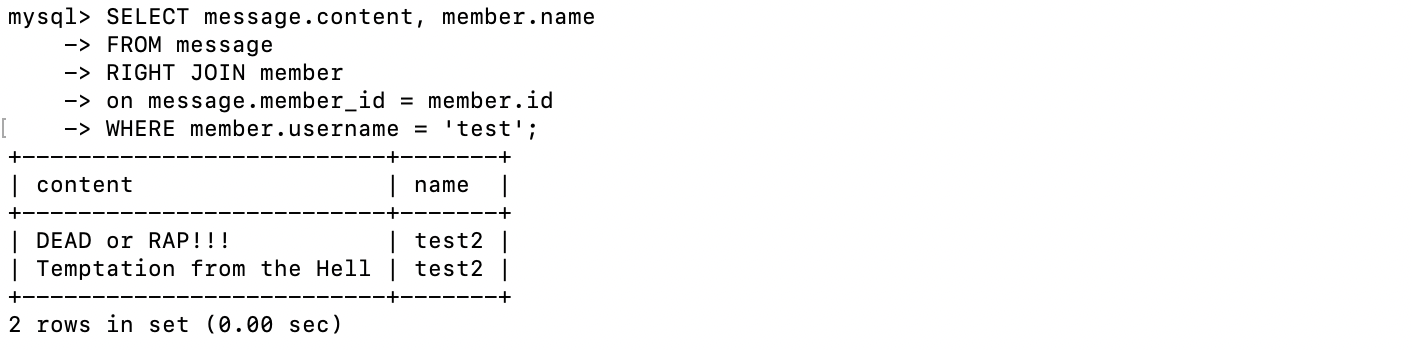 mysql> SELECT message.content, member.name
    -> FROM message
    -> RIGHT JOIN member
    -> on message.member_id = member.id
[    -> WHERE member.username = 'test';
+--------------------------+-------+
| content                  | name  |
+--------------------------+-------+
| DEAD or RAP!!!           | test2 |
| Temptation from the Hell | test2 |
+--------------------------+-------+
2 rows in set (0.00 sec)